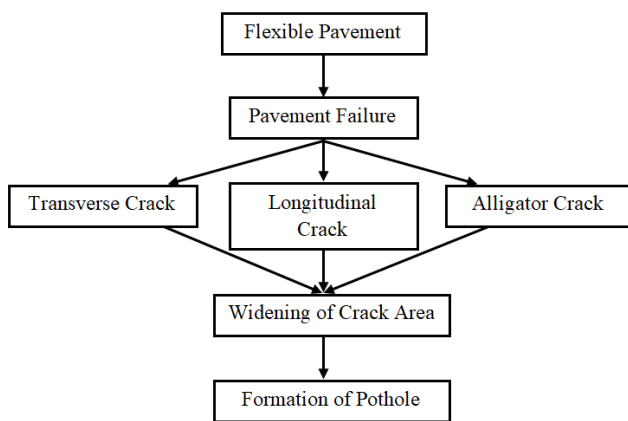 Flexible Pavement
Pavement Failure
Transverse Crack
Longitudinal
Crack
Alligator Crack
Widening of Crack Area
Formation of Pothole